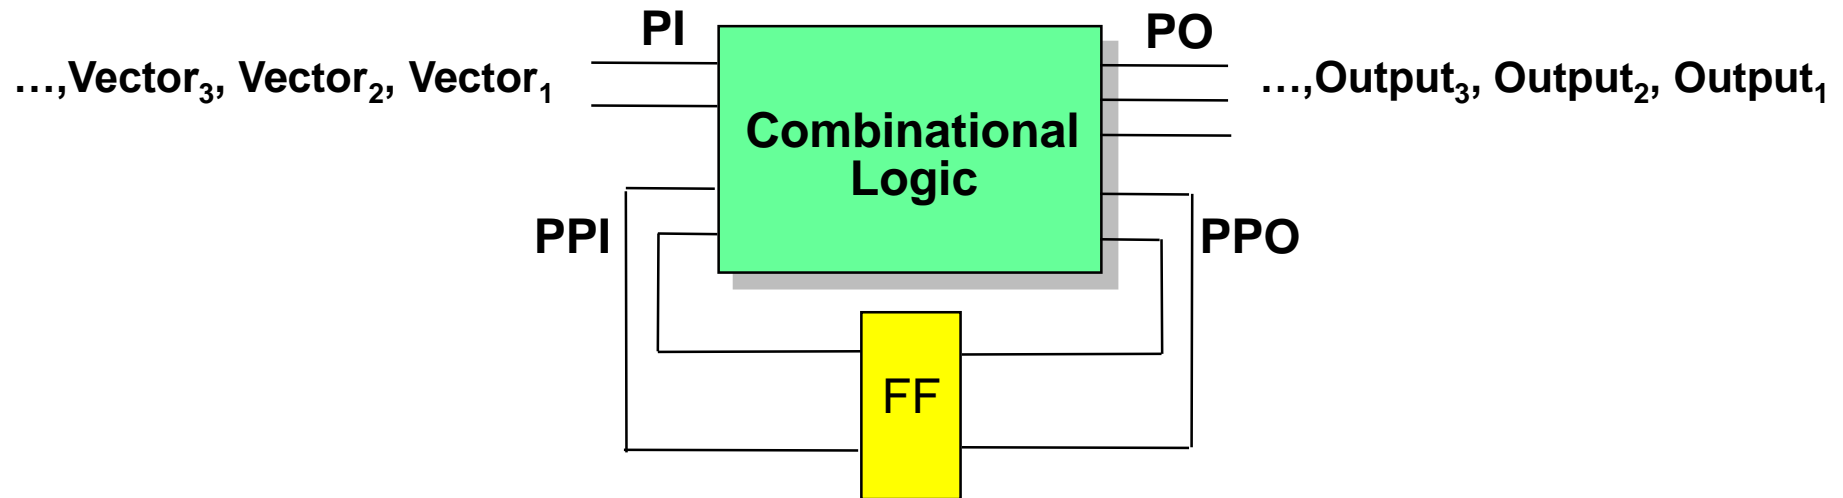 PI
PO
…,Vector₃, Vector₂, Vector₁
…,Output₃, Output₂, Output₁
Combinational
Logic
PPI
PPO
FF